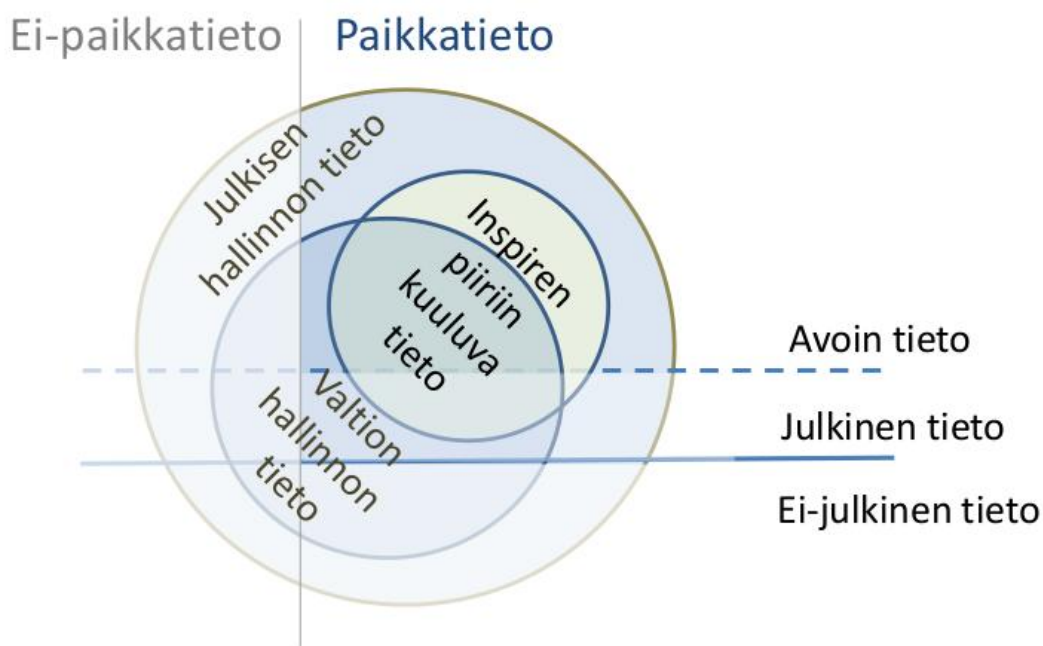 Ei-paikkatieto
Paikkatieto
Julkisen
hallinnon tieto
Inspiren
piiriin
kuuluva
tieto
Valtion
hallinnon
tieto
Avoin tieto
Julkinen tieto
Ei-julkinen tieto